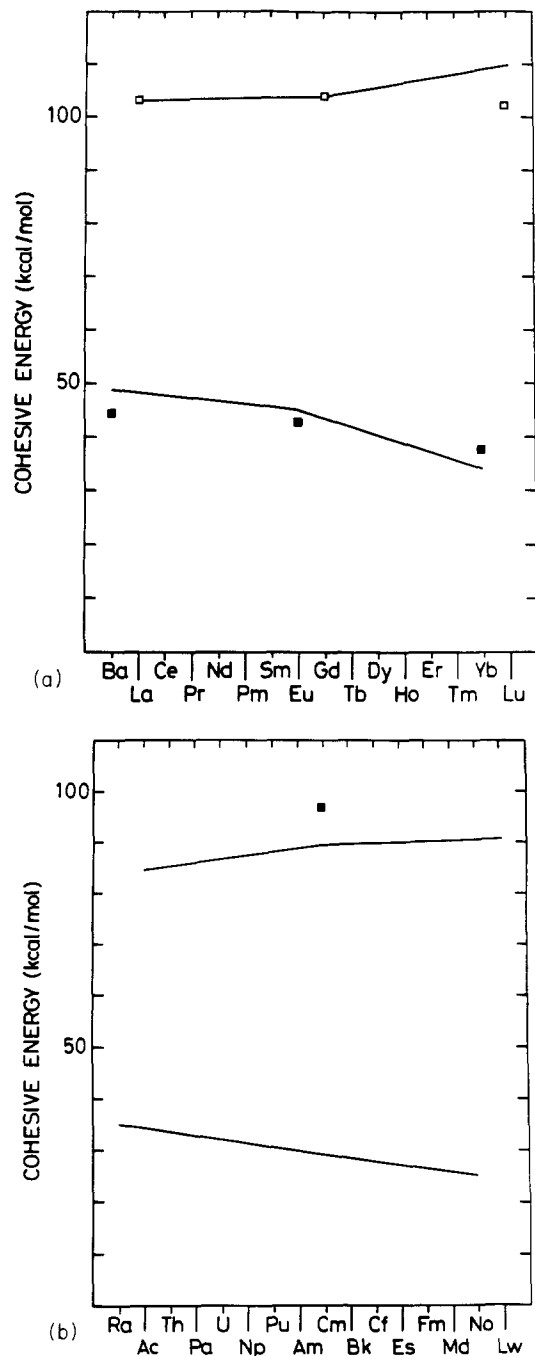 100
50
COHESIVE ENERGY (kcal/mol)
Ba Ce Nd Sm Gd Dy Er Yb
La Pr Pm Eu Tb Ho Tm Lu
(a)
100
50
COHESIVE ENERGY (kcal/mol)
Ra Th U Pu Cm Cf Fm No
Ac Pa Np Am Bk Es Md Lw
(b)